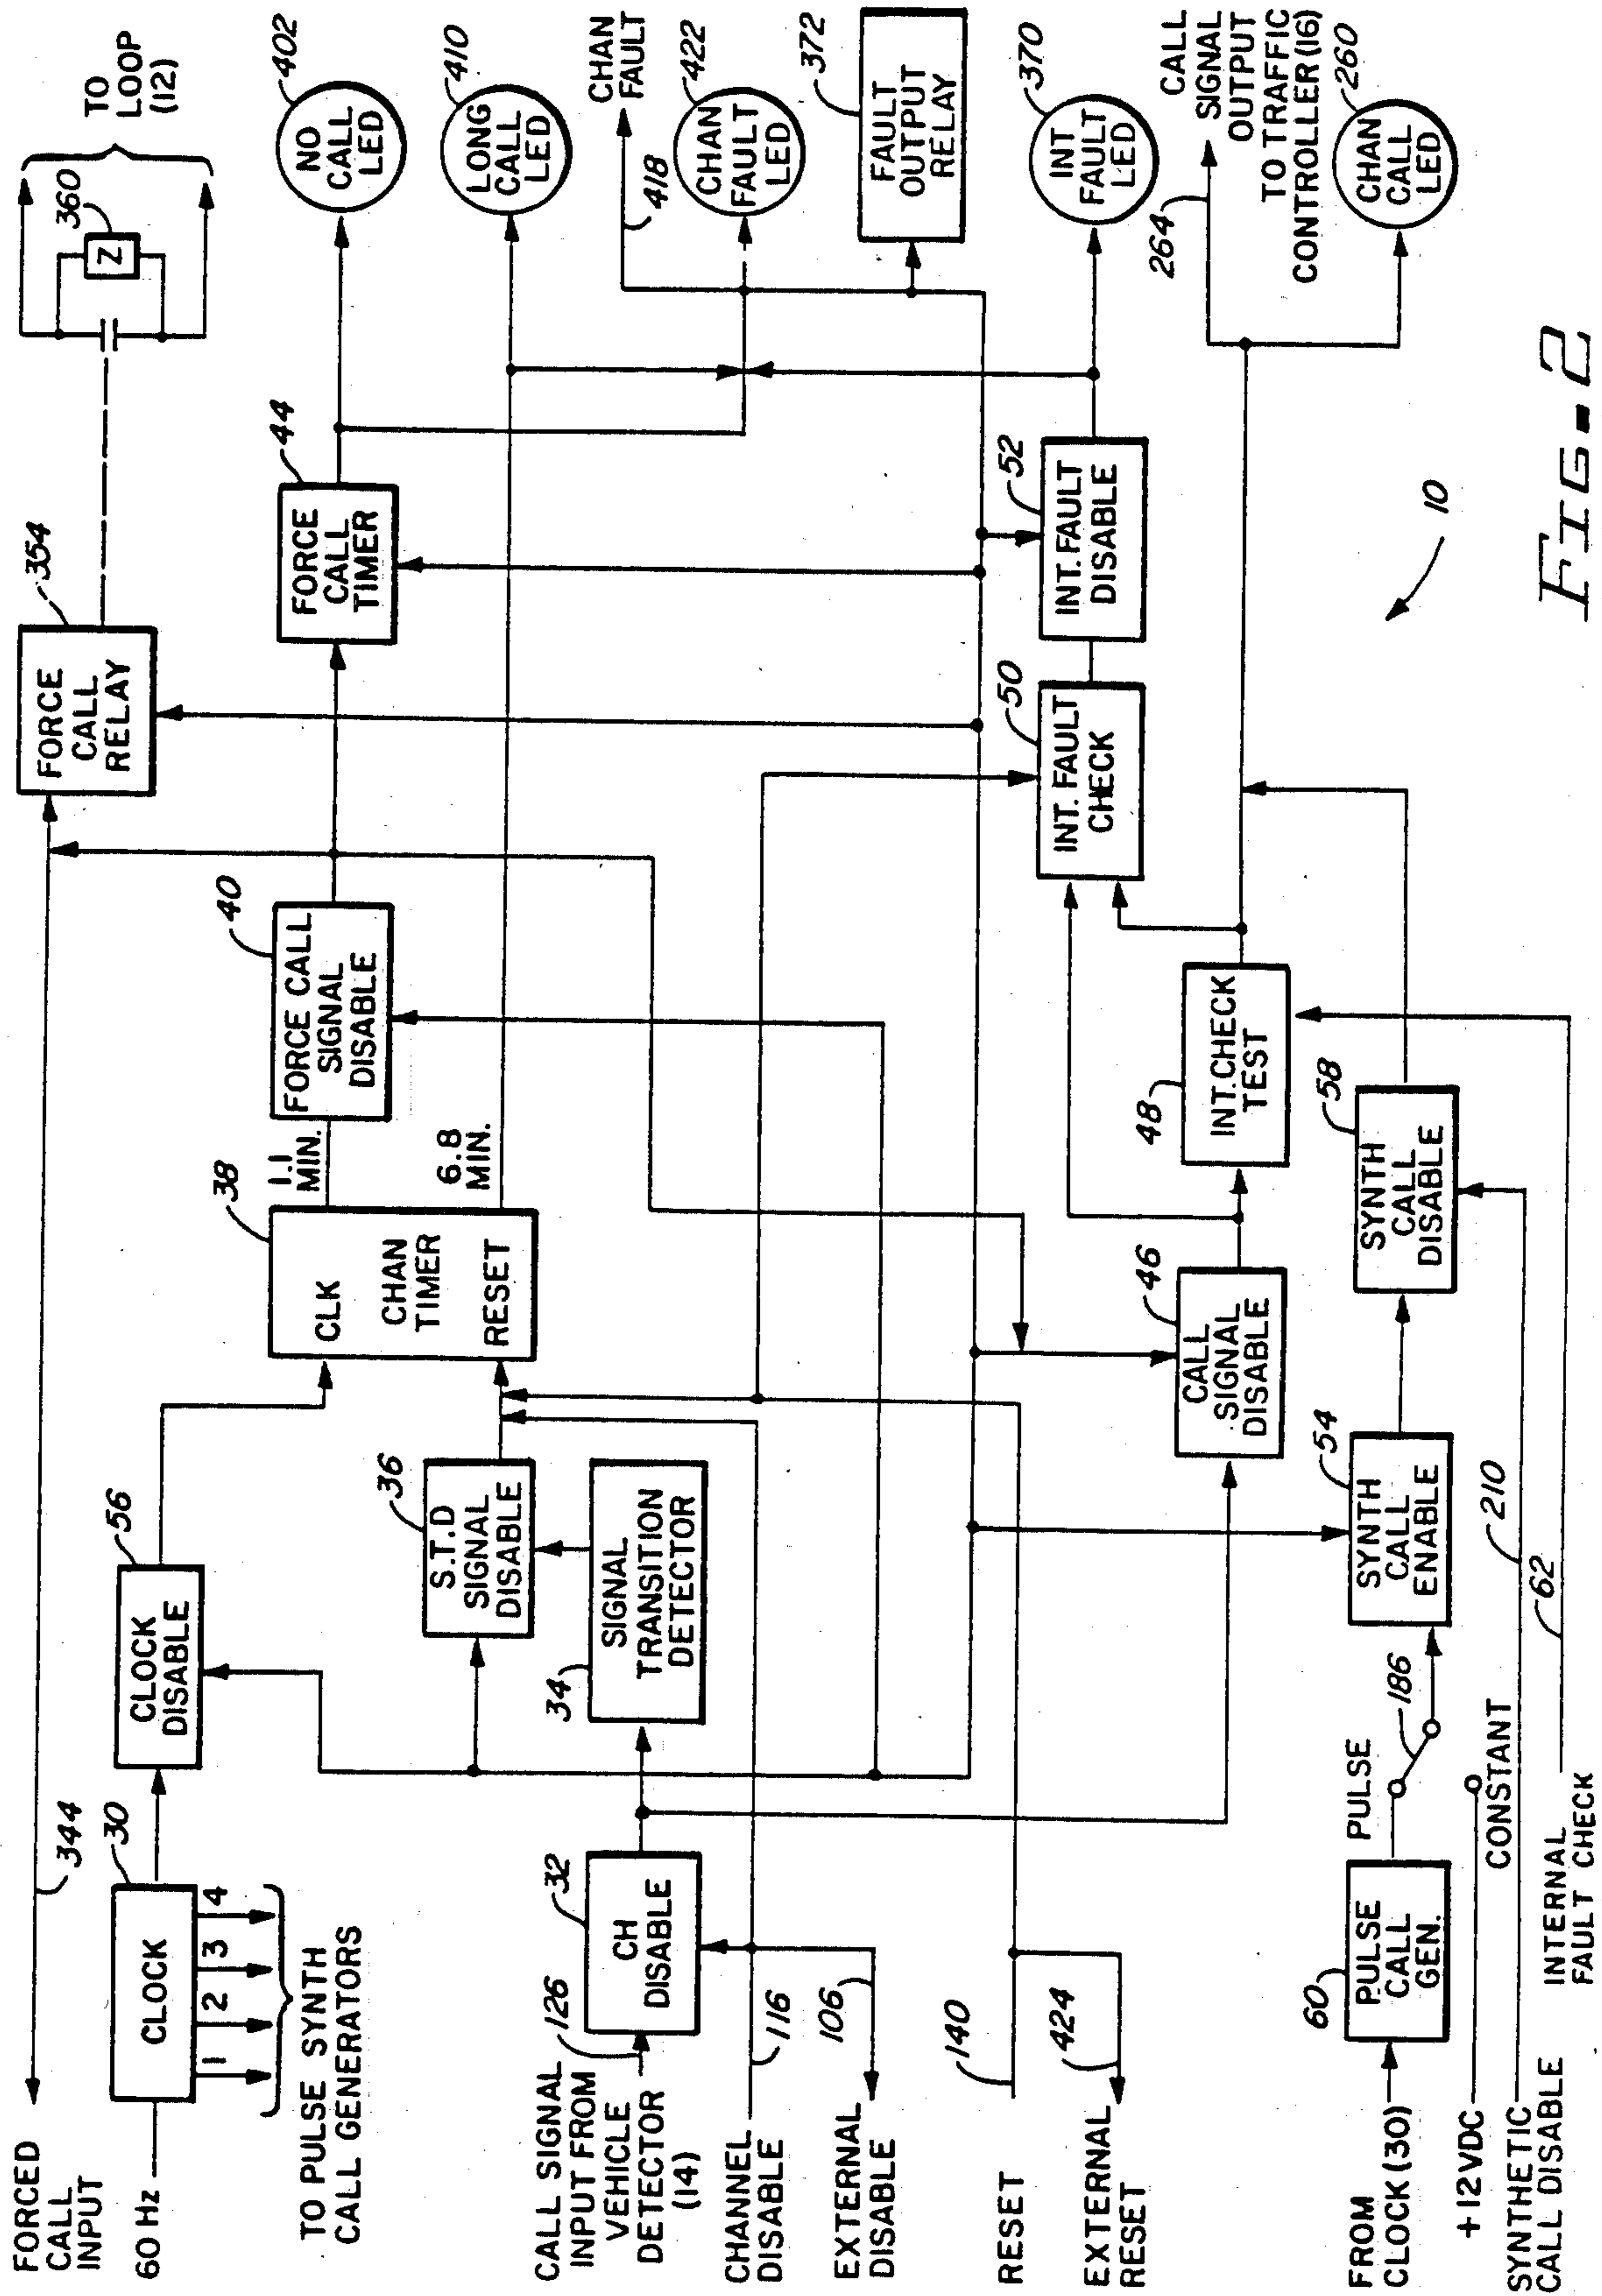 FORCED
CALL
INPUT
344
FORCE
CALL
RELAY
354
360
Z
TO
LOOP
(12)
60 Hz
CLOCK
30
1
2
3
4
TO PULSE SYNTH
CALL GENERATORS
CLOCK
DISABLE
56
CLK
CHAN
TIMER
RESET
38
1.1
MIN.
6.8
MIN.
FORCE CALL
SIGNAL
DISABLE
40
FORCE
CALL
TIMER
44
NO
CALL
LED
402
LONG
CALL
LED
410
CHAN
FAULT
418
CHAN
FAULT
LED
422
FAULT
OUTPUT
RELAY
372
S.T.D
SIGNAL
DISABLE
36
SIGNAL
TRANSITION
DETECTOR
34
CALL SIGNAL
INPUT FROM
VEHICLE
DETECTOR
(14)
126
CH
DISABLE
32
CHANNEL
DISABLE
116
EXTERNAL
DISABLE
106
RESET
140
EXTERNAL
RESET
424
INT. FAULT
CHECK
50
INT. FAULT
DISABLE
52
INT
FAULT
LED
370
CALL
SIGNAL
DISABLE
46
INT. CHECK
TEST
48
264
CALL
SIGNAL
OUTPUT
TO TRAFFIC
CONTROLLER (16)
CHAN
CALL
LED
260
FROM
CLOCK (30)
PULSE
CALL
GEN.
60
PULSE
186
SYNTH
CALL
ENABLE
54
SYNTH
CALL
DISABLE
58
+12VDC
CONSTANT
SYNTHETIC
CALL DISABLE
210
INTERNAL
FAULT CHECK
62
10
FIG-2